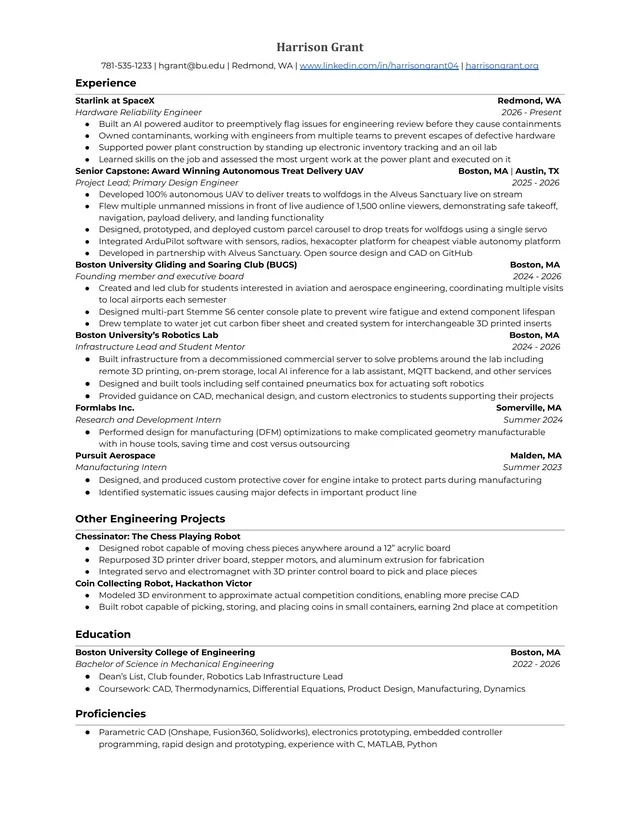 Harrison Grant
781-535-1233 | hgrant@bu.edu | Redmond, WA | www.linkedin.com/in/harrisongrant04 | harrisongrant.org
Experience
Starlink at SpaceX Redmond, WA
Hardware Reliability Engineer 2026 - Present
● Built an AI powered auditor to preemptively flag issues for engineering review before they cause containments
● Owned contaminants, working with engineers from multiple teams to prevent escapes of defective hardware
● Supported power plant construction by standing up electronic inventory tracking and an oil lab
● Learned skills on the job and assessed the most urgent work at the power plant and executed on it
Senior Capstone: Award Winning Autonomous Treat Delivery UAV Boston, MA | Austin, TX
Project Lead; Primary Design Engineer 2025 - 2026
● Developed 100% autonomous UAV to deliver treats to wolfdogs in the Alveus Sanctuary live on stream
● Flew multiple unmanned missions in front of live audience of 1,500 online viewers, demonstrating safe takeoff,
navigation, payload delivery, and landing functionality
● Designed, prototyped, and deployed custom parcel carousel to drop treats for wolfdogs using a single servo
● Integrated ArduPilot software with sensors, radios, hexacopter platform for cheapest viable autonomy platform
● Developed in partnership with Alveus Sanctuary. Open source design and CAD on GitHub
Boston University Gliding and Soaring Club (BUGS) Boston, MA
Founding member and executive board 2024 - 2026
● Created and led club for students interested in aviation and aerospace engineering, coordinating multiple visits
to local airports each semester
● Designed multi-part Stemme S6 center console plate to prevent wire fatigue and extend component lifespan
● Drew template to water jet cut carbon fiber sheet and created system for interchangeable 3D printed inserts
Boston University's Robotics Lab Boston, MA
Infrastructure Lead and Student Mentor 2024 - 2026
● Built infrastructure from a decommissioned commercial server to solve problems around the lab including
remote 3D printing, on-prem storage, local AI inference for a lab assistant, MQTT backend, and other services
● Designed and built tools including self contained pneumatics box for actuating soft robotics
● Provided guidance on CAD, mechanical design, and custom electronics to students supporting their projects
Formlabs Inc. Somerville, MA
Research and Development Intern Summer 2024
● Performed design for manufacturing (DFM) optimizations to make complicated geometry manufacturable
with in house tools, saving time and cost versus outsourcing
Pursuit Aerospace Malden, MA
Manufacturing Intern Summer 2023
● Designed, and produced custom protective cover for engine intake to protect parts during manufacturing
● Identified systematic issues causing major defects in important product line
Other Engineering Projects
Chessinator: The Chess Playing Robot
● Designed robot capable of moving chess pieces anywhere around a 12” acrylic board
● Repurposed 3D printer driver board, stepper motors, and aluminum extrusion for fabrication
● Integrated servo and electromagnet with 3D printer control board to pick and place pieces
Coin Collecting Robot, Hackathon Victor
● Modeled 3D environment to approximate actual competition conditions, enabling more precise CAD
● Built robot capable of picking, storing, and placing coins in small containers, earning 2nd place at competition
Education
Boston University College of Engineering Boston, MA
Bachelor of Science in Mechanical Engineering 2022 - 2026
● Dean's List, Club founder, Robotics Lab Infrastructure Lead
● Coursework: CAD, Thermodynamics, Differential Equations, Product Design, Manufacturing, Dynamics
Proficiencies
● Parametric CAD (Onshape, Fusion360, Solidworks), electronics prototyping, embedded controller
programming, rapid design and prototyping, experience with C, MATLAB, Python